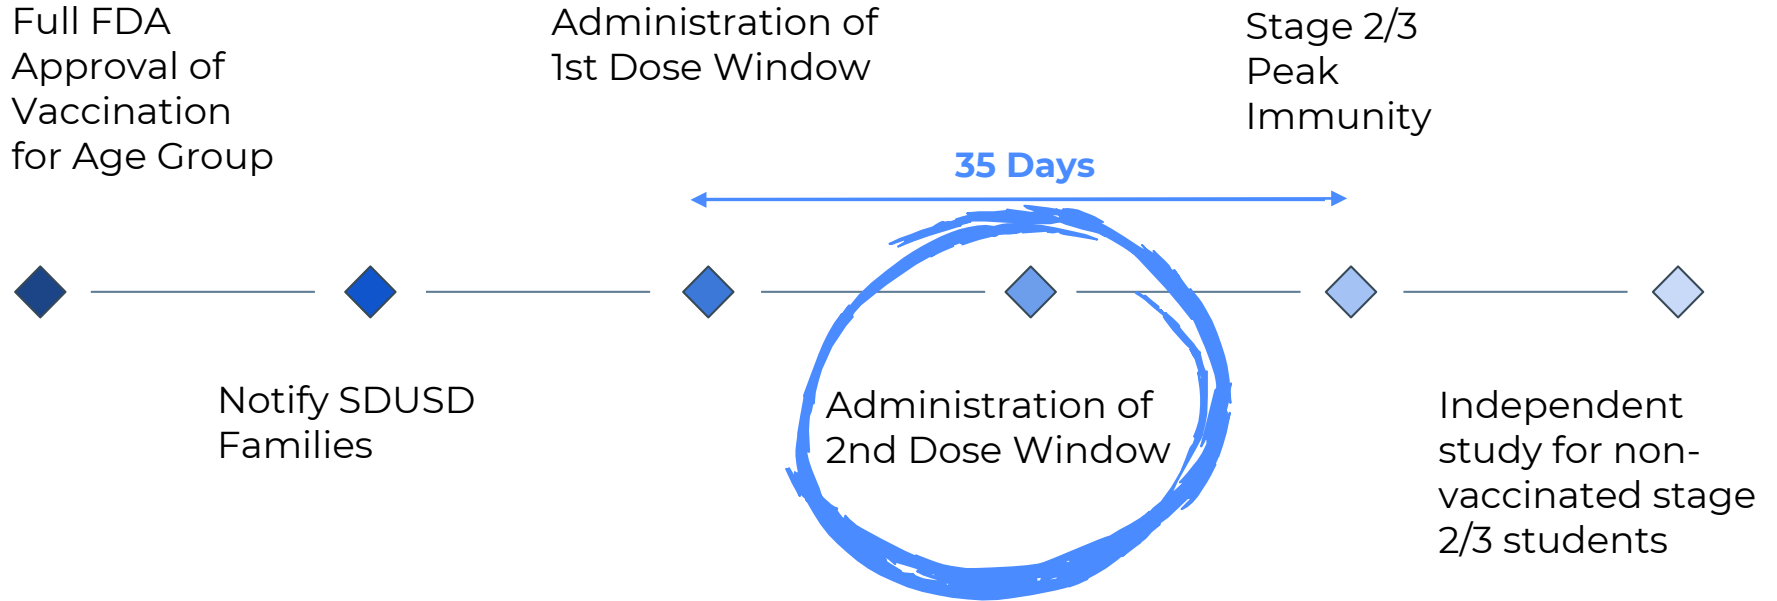 Full FDA
Approval of
Vaccination
for Age Group
Administration of
1st Dose Window
Stage 2/3
Peak
Immunity
35 Days
Notify SDUSD
Families
Administration of
2nd Dose Window
Independent
study for non-
vaccinated stage
2/3 students